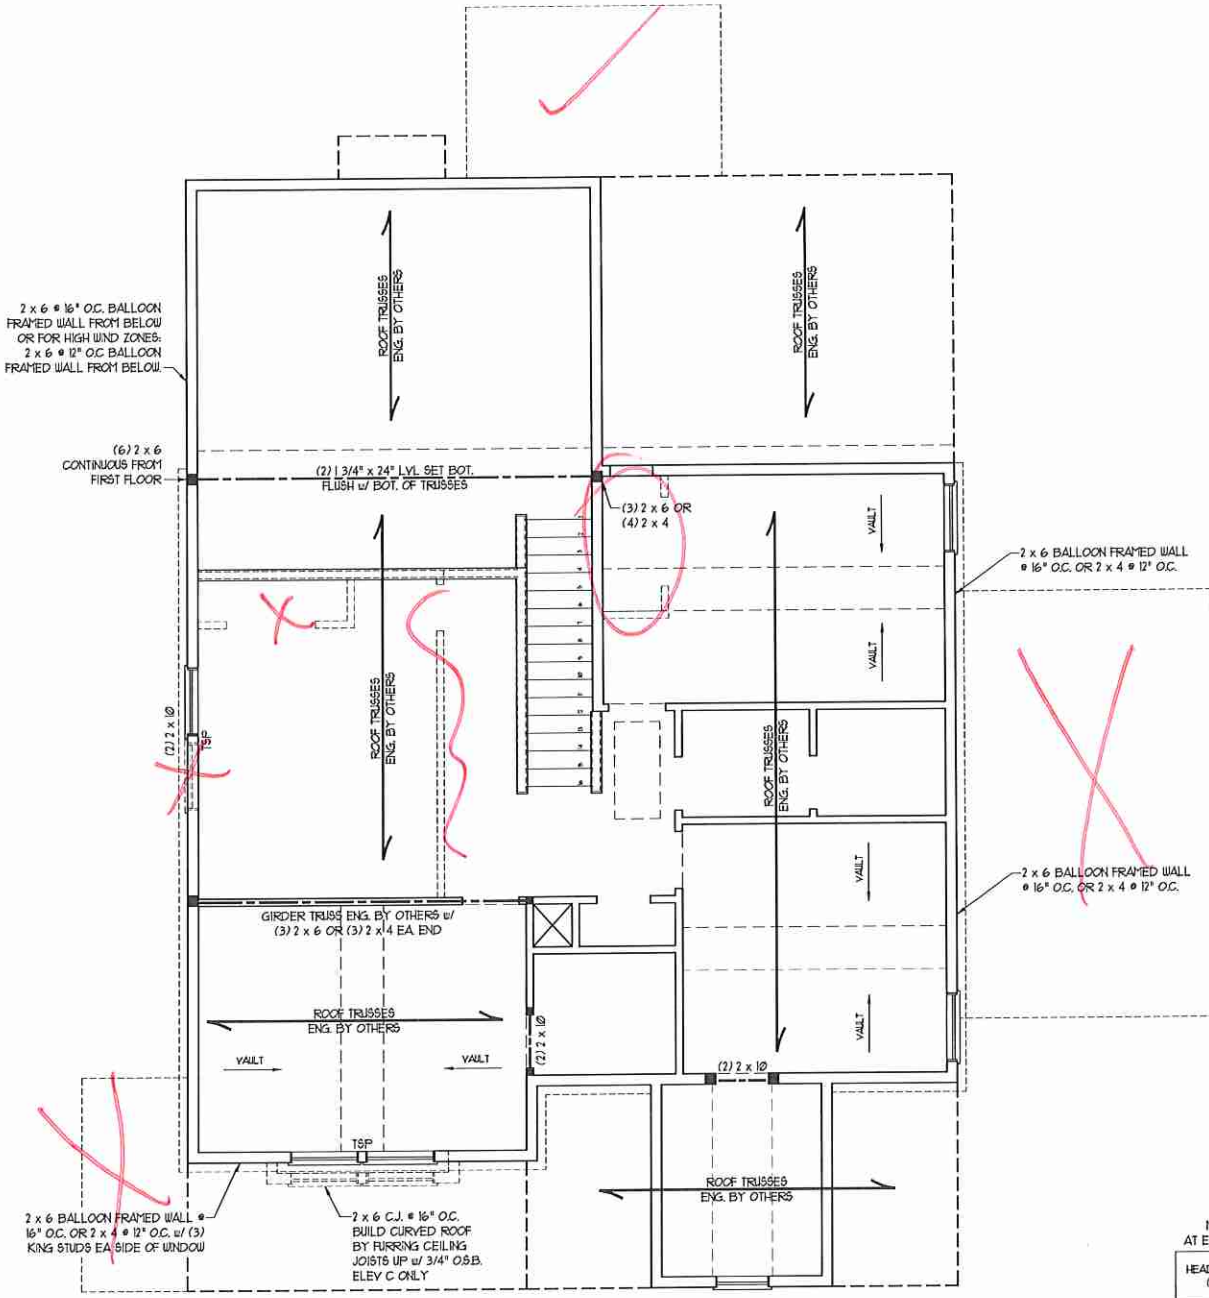 ROOF TRUSSES
ENG. BY OTHERS
ROOF TRUSSES
ENG. BY OTHERS
2 x 6 @ 16" O.C. BALLOON
FRAMED WALL FROM BELOW
OR FOR HIGH WIND ZONES:
2 x 6 @ 12" O.C BALLOON
FRAMED WALL FROM BELOW.
(6) 2 x 6
CONTINUOUS FROM
FIRST FLOOR
(2) 1 3/4" x 24" LVL SET BOT.
FLUSH w/ BOT. OF TRUSSES
(3) 2 x 6 OR
(4) 2 x 4
VAULT
2 x 6 BALLOON FRAMED WALL
@ 16" O.C. OR 2 x 4 @ 12" O.C.
VAULT
ROOF TRUSSES
ENG. BY OTHERS
(2) 2 x 10
TSP
ROOF TRUSSES
ENG. BY OTHERS
VAULT
2 x 6 BALLOON FRAMED WALL
@ 16" O.C. OR 2 x 4 @ 12" O.C.
GIRDER TRUSS ENG. BY OTHERS w/
(3) 2 x 6 OR (3) 2 x 4 EA. END
ROOF TRUSSES
ENG. BY OTHERS
VAULT
VAULT
(2) 2 x 10
VAULT
(2) 2 x 10
TSP
ROOF TRUSSES
ENG. BY OTHERS
2 x 6 BALLOON FRAMED WALL @
16" O.C. OR 2 x 4 @ 12" O.C. w/ (3)
KING STUDS EA SIDE OF WINDOW
2 x 6 C.J. @ 16" O.C.
BUILD CURVED ROOF
BY FURRING CEILING
JOISTS UP w/ 3/4" O.S.B.
ELEV C ONLY
AT E
HEAD